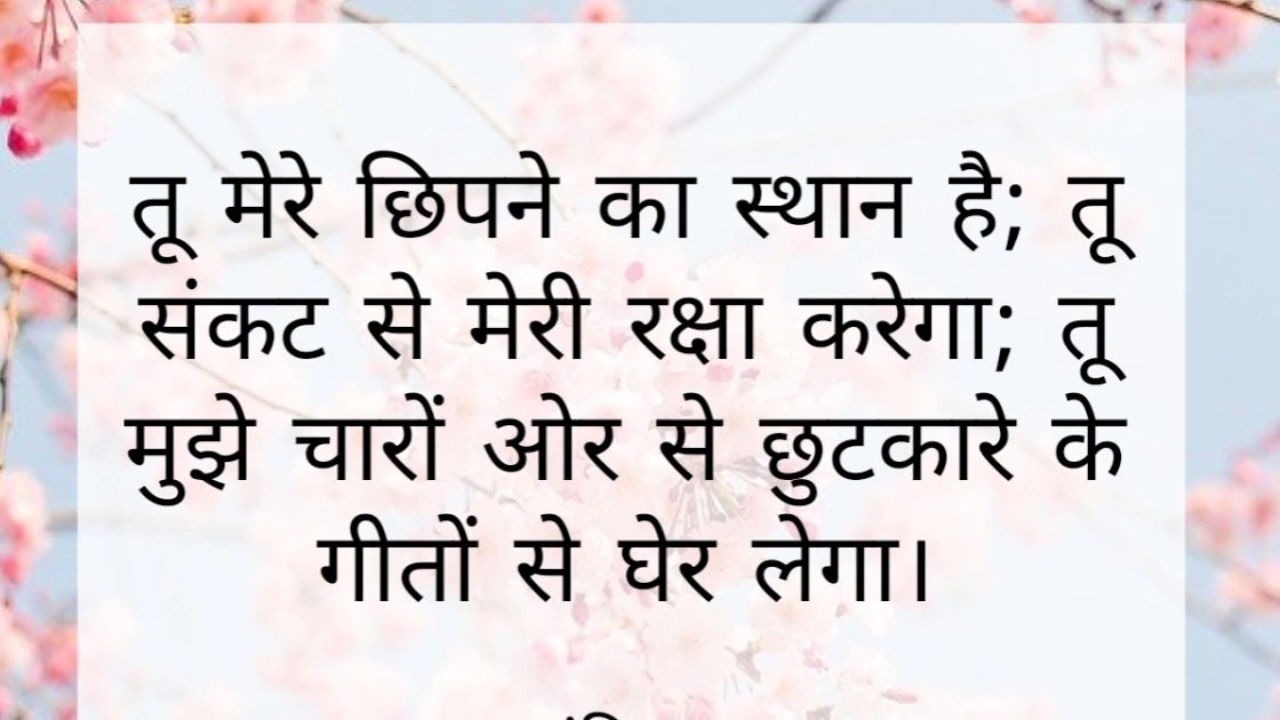 तू मेरे छिपने का स्थान है; तू
संकट से मेरी रक्षा करेगा; तू
मुझे चारों ओर से छुटकारे के
गीतों से घेर लेगा।